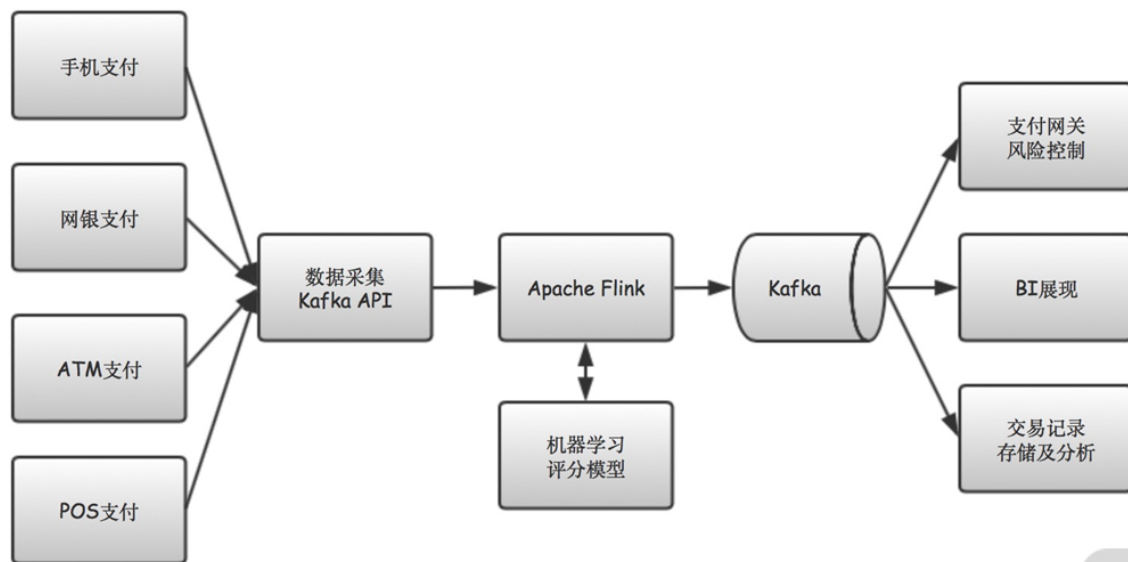 手机支付
网银支付
ATM支付
POS支付
数据采集
Kafka API
Apache Flink
机器学习
评分模型
Kafka
支付网关
风险控制
BI展现
交易记录
存储及分析